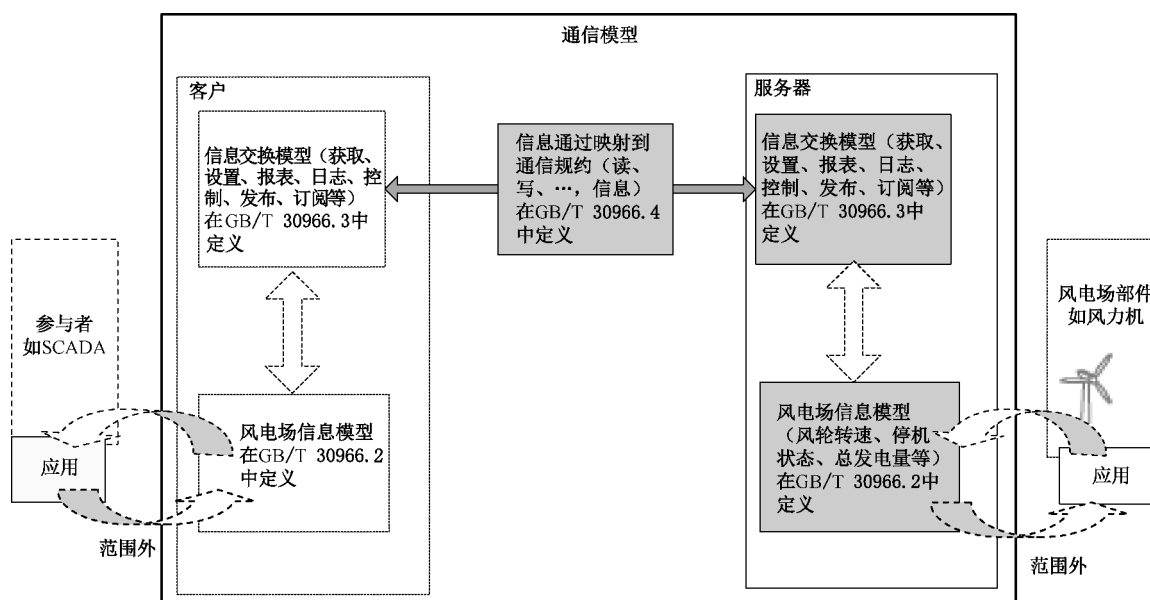 通信模型
客户
信息交换模型（获取、
设置、报表、日志、控
制、发布、订阅等）
在GB/T 30966.3中
定义
信息通过映射到
通信规约（读、
写、…，信息）
在GB/T 30966.4
中定义
服务器
信息交换模型（获取、
设置、报表、日志、
控制、发布、订阅等）
在GB/T 30966.3中
定义
参与者
如SCADA
应用
范围外
风电场信息模型
在GB/T 30966.2
中定义
风电场信息模型
（风轮转速、停机
状态、总发电量等）
在GB/T 30966.2中
定义
风电场部件
如风力机
应用
范围外